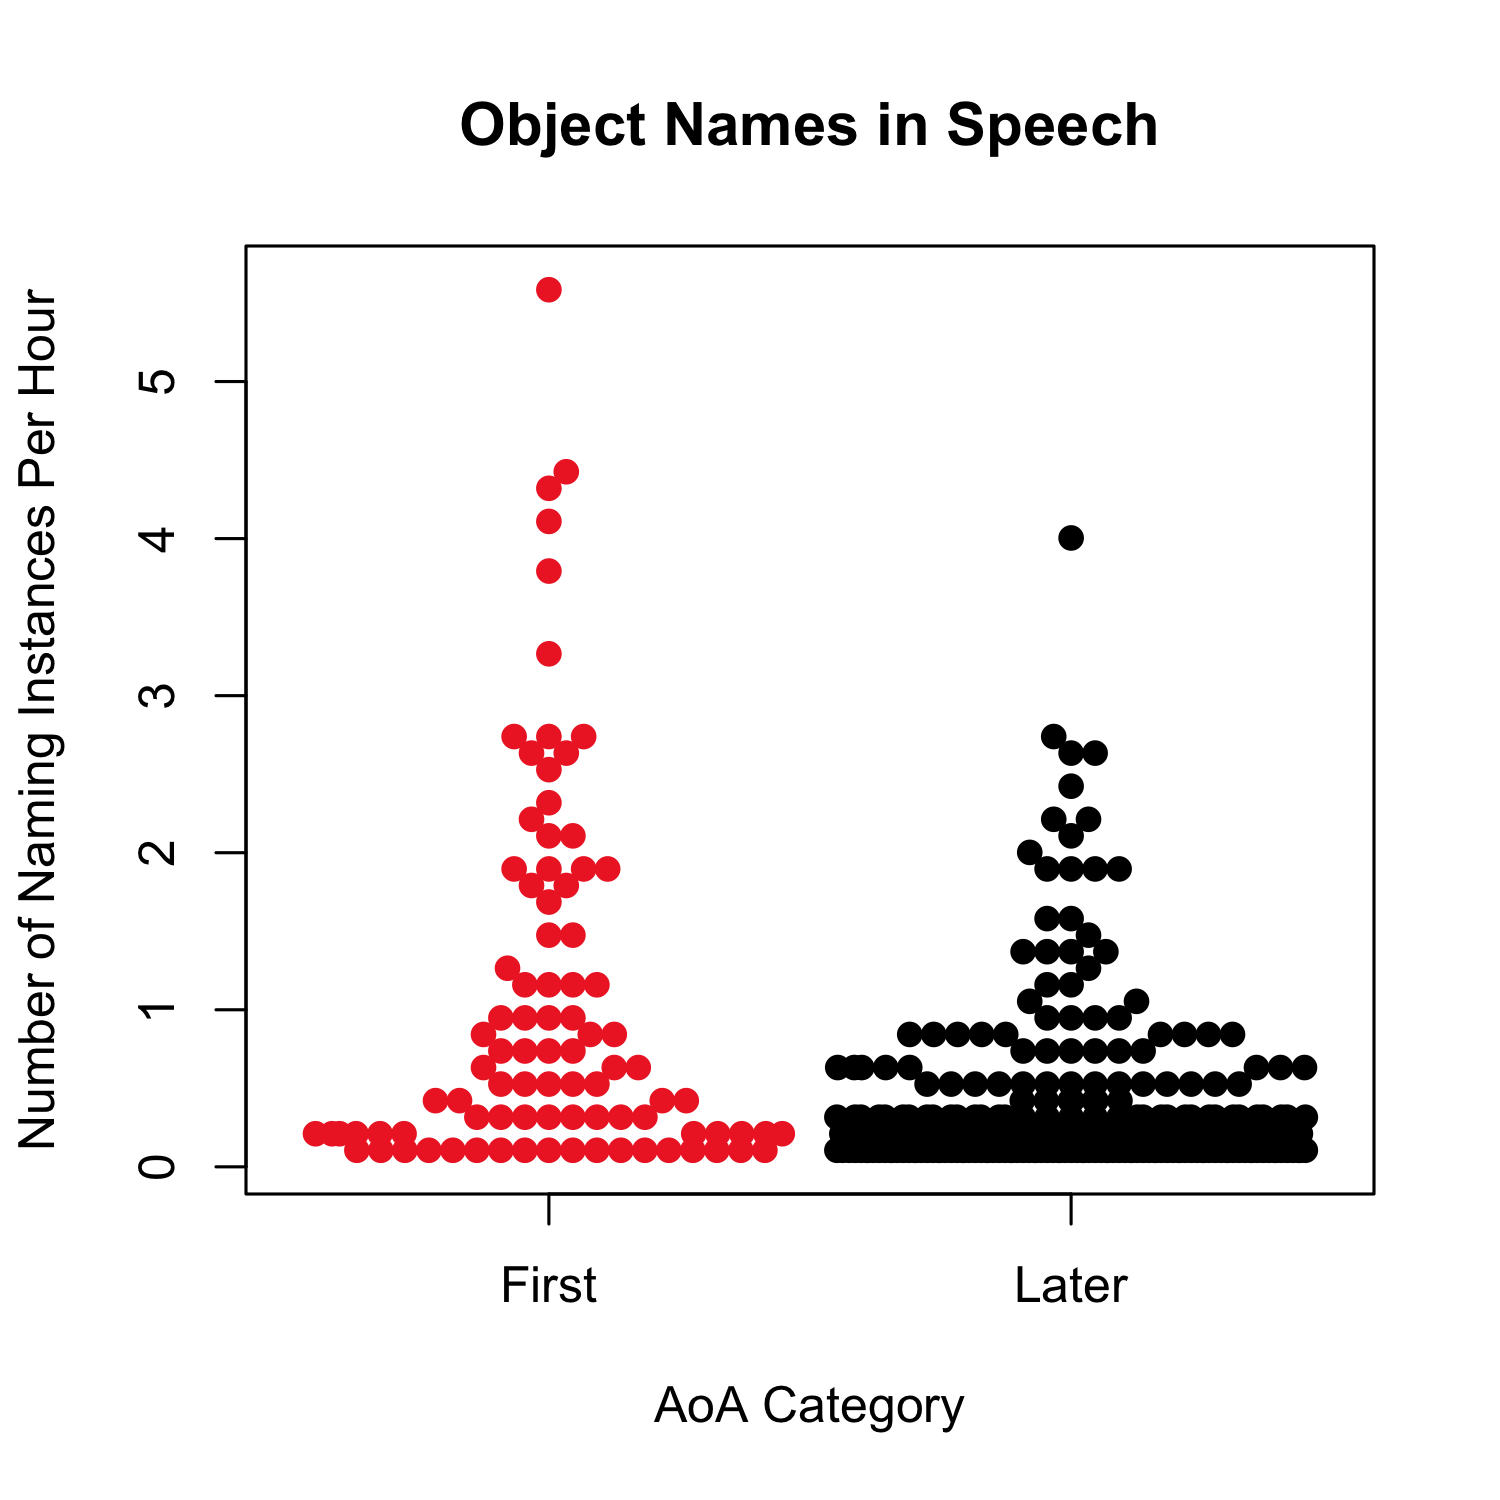 Object Names in Speech
Number of Naming Instances Per Hour
5
4
3
2
1
0
First
Later
AoA Category